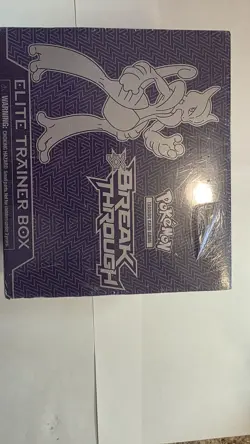 POKÉMON
XY
BREAK
THROUGH
ELITE TRAINER BOX
WARNING:
CHOKING HAZARD